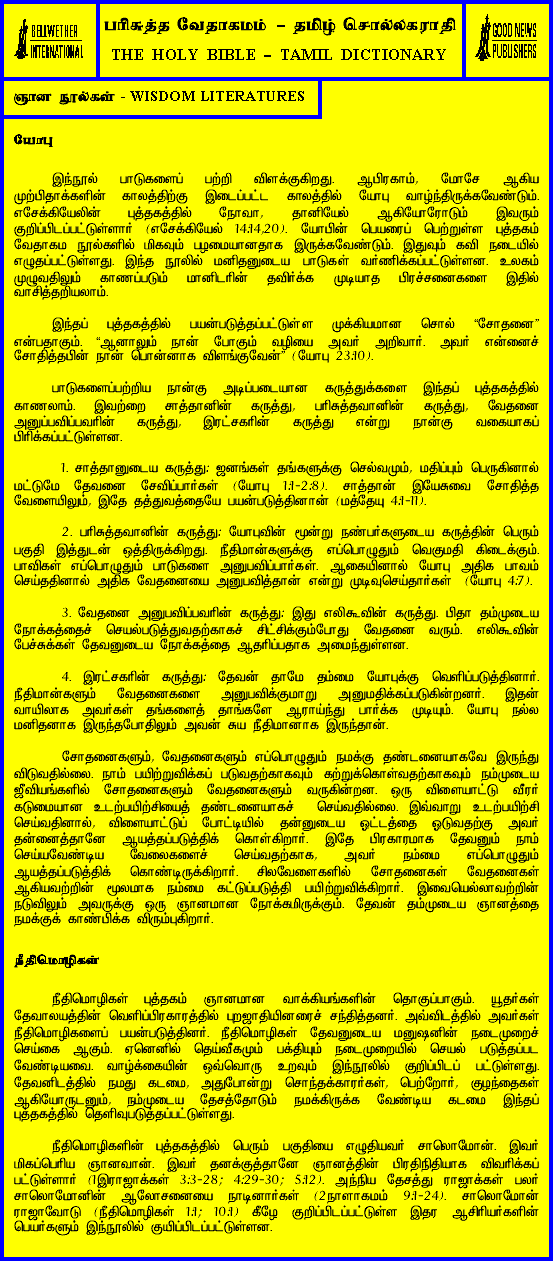 BELLWETHER
INTERNATIONAL
பரிசுத்த வேதாகமம் – தமிழ் சொல்லகராதி
THE HOLY BIBLE – TAMIL DICTIONARY
GOOD NEWS
PUBLISHERS
ஞான நூல்கள் - WISDOM LITERATURES
யோபு
இந்நூல் பாடுகளைப் பற்றி விளக்குகிறது. ஆபிரகாம், மோசே ஆகிய
முற்பிதாக்களின் காலத்திற்கு இடைப்பட்ட காலத்தில் யோபு வாழ்ந்திருக்கவேண்டும்.
எசேக்கியேலின் புத்தகத்தில் நோவா, தானியேல் ஆகியோரோடும் இவரும்
குறிப்பிடப்பட்டுள்ளார் (எசேக்கியேல் 14:14,20). யோபின் பெயரைப் பெற்றுள்ள புத்தகம்
வேதாகம நூல்களில் மிகவும் பழமையானதாக இருக்கவேண்டும். இதுவும் கவி நடையில்
எழுதப்பட்டுள்ளது. இந்த நூலில் மனிதனுடைய பாடுகள் வர்ணிக்கப்பட்டுள்ளன. உலகம்
முழுவதிலும் காணப்படும் மானிடரின் தவிர்க்க முடியாத பிரச்சனைகளை இதில்
வாசித்தறியலாம்.
இந்தப் புத்தகத்தில் பயன்படுத்தப்பட்டுள்ள முக்கியமான சொல் “சோதனை”
என்பதாகும். “ஆனாலும் நான் போகும் வழியை அவர் அறிவார். அவர் என்னைச்
சோதித்தபின் நான் பொன்னாக விளங்குவேன்” (யோபு 23:10).
பாடுகளைப்பற்றிய நான்கு அடிப்படையான கருத்துக்களை இந்தப் புத்தகத்தில்
காணலாம். இவற்றை சாத்தானின் கருத்து, பரிசுத்தவானின் கருத்து, வேதனை
அனுபவிப்பவரின் கருத்து, இரட்சகரின் கருத்து என்று நான்கு வகையாகப்
பிரிக்கப்பட்டுள்ளன.
1. சாத்தானுடைய கருத்து: ஜனங்கள் தங்களுக்கு செல்வமும், மதிப்பும் பெருகினால்
மட்டுமே தேவனை சேவிப்பார்கள் (யோபு 1:1-2:8). சாத்தான் இயேசுவை சோதித்த
வேளையிலும், இதே தத்துவத்தையே பயன்படுத்தினான் (மத்தேயு 4:1-11).
2. பரிசுத்தவானின் கருத்து: யோபுவின் மூன்று நண்பர்களுடைய கருத்தின் பெரும்
பகுதி இத்துடன் ஒத்திருக்கிறது. நீதிமான்களுக்கு எப்பொழுதும் வெகுமதி கிடைக்கும்.
பாவிகள் எப்பொழுதும் பாடுகளை அனுபவிப்பார்கள். ஆகையினால் யோபு அதிக பாவம்
செய்ததினால் அதிக வேதனையை அனுபவித்தான் என்று முடிவுசெய்தார்கள் (யோபு 4:7).
3. வேதனை அனுபவிப்பவரின் கருத்து: இது எலிகூவின் கருத்து. பிதா தம்முடைய
நோக்கத்தைச் செயல்படுத்துவதற்காகச் சிட்சிக்கும்போது வேதனை வரும். எலிகூவின்
பேச்சுக்கள் தேவனுடைய நோக்கத்தை ஆதரிப்பதாக அமைந்துள்ளன.
4. இரட்சகரின் கருத்து: தேவன் தாமே தம்மை யோபுக்கு வெளிப்படுத்தினார்.
நீதிமான்களும் வேதனைகளை அனுபவிக்குமாறு அனுமதிக்கப்படுகின்றனர். இதன்
வாயிலாக அவர்கள் தங்களைத் தாங்களே ஆராய்ந்து பார்க்க முடியும். யோபு நல்ல
மனிதனாக இருந்தபோதிலும் அவன் சுய நீதிமானாக இருந்தான்.
சோதனைகளும், வேதனைகளும் எப்பொழுதும் நமக்கு தண்டனையாகவே இருந்து
விடுவதில்லை. நாம் பயிற்றுவிக்கப் படுவதற்காகவும் கற்றுக்கொள்வதற்காகவும் நம்முடைய
ஜீவியங்களில் சோதனைகளும் வேதனைகளும் வருகின்றன. ஒரு விளையாட்டு வீரர்
கடுமையான உடற்பயிற்சியைத் தண்டனையாகச் செய்வதில்லை. இவ்வாறு உடற்பயிற்சி
செய்வதினால், விளையாட்டுப் போட்டியில் தன்னுடைய ஓட்டத்தை ஓடுவதற்கு அவர்
தன்னைத்தானே ஆயத்தப்படுத்திக் கொள்கிறார். இதே பிரகாரமாக தேவனும் நாம்
செய்யவேண்டிய வேலைகளைச் செய்வதற்காக, அவர் நம்மை எப்பொழுதும்
ஆயத்தப்படுத்திக் கொண்டிருக்கிறார். சிலவேளைகளில் சோதனைகள் வேதனைகள்
ஆகியவற்றின் மூலமாக நம்மை கட்டுப்படுத்தி பயிற்றுவிக்கிறார். இவையெல்லாவற்றின்
நடுவிலும் அவருக்கு ஒரு ஞானமான நோக்கமிருக்கும். தேவன் தம்முடைய ஞானத்தை
நமக்குக் காண்பிக்க விரும்புகிறார்.
நீதிமொழிகள்
நீதிமொழிகள் புத்தகம் ஞானமான வாக்கியங்களின் தொகுப்பாகும். யூதர்கள்
தேவாலயத்தின் வெளிப்பிரகாரத்தில் புறஜாதியினரைச் சந்தித்தனர். அவ்விடத்தில் அவர்கள்
நீதிமொழிகளைப் பயன்படுத்தினர். நீதிமொழிகள் தேவனுடைய மனுஷனின் நடைமுறைச்
செய்கை ஆகும். ஏனெனில் தெய்வீகமும் பக்தியும் நடைமுறையில் செயல் படுத்தப்பட
வேண்டியவை. வாழ்க்கையின் ஒவ்வொரு உறவும் இந்நூலில் குறிப்பிடப் பட்டுள்ளது.
தேவனிடத்தில் நமது கடமை, அதுபோன்று சொந்தக்காரர்கள், பெற்றோர், குழந்தைகள்
ஆகியோருடனும், நம்முடைய தேசத்தோடும் நமக்கிருக்க வேண்டிய கடமை இந்தப்
புத்தகத்தில் தெளிவுபடுத்தப்பட்டுள்ளது.
நீதிமொழிகளின் புத்தகத்தில் பெரும் பகுதியை எழுதியவர் சாலொமோன். இவர்
மிகப்பெரிய ஞானவான். இவர் தனக்குத்தானே ஞானத்தின் பிரதிநிதியாக விவரிக்கப்
பட்டுள்ளார் (1இராஜாக்கள் 3:3-28; 4:29-30; 5:12). அந்நிய தேசத்து ராஜாக்கள் பலர்
சாலொமோனின் ஆலோசனையை நாடினார்கள் (2நாளாகமம் 9:1-24). சாலொமோன்
ராஜாவோடு (நீதிமொழிகள் 1:1; 10:1) கீழே குறிப்பிடப்பட்டுள்ள இதர ஆசிரியர்களின்
பெயர்களும் இந்நூலில் குயிப்பிடப்பட்டுள்ளன.